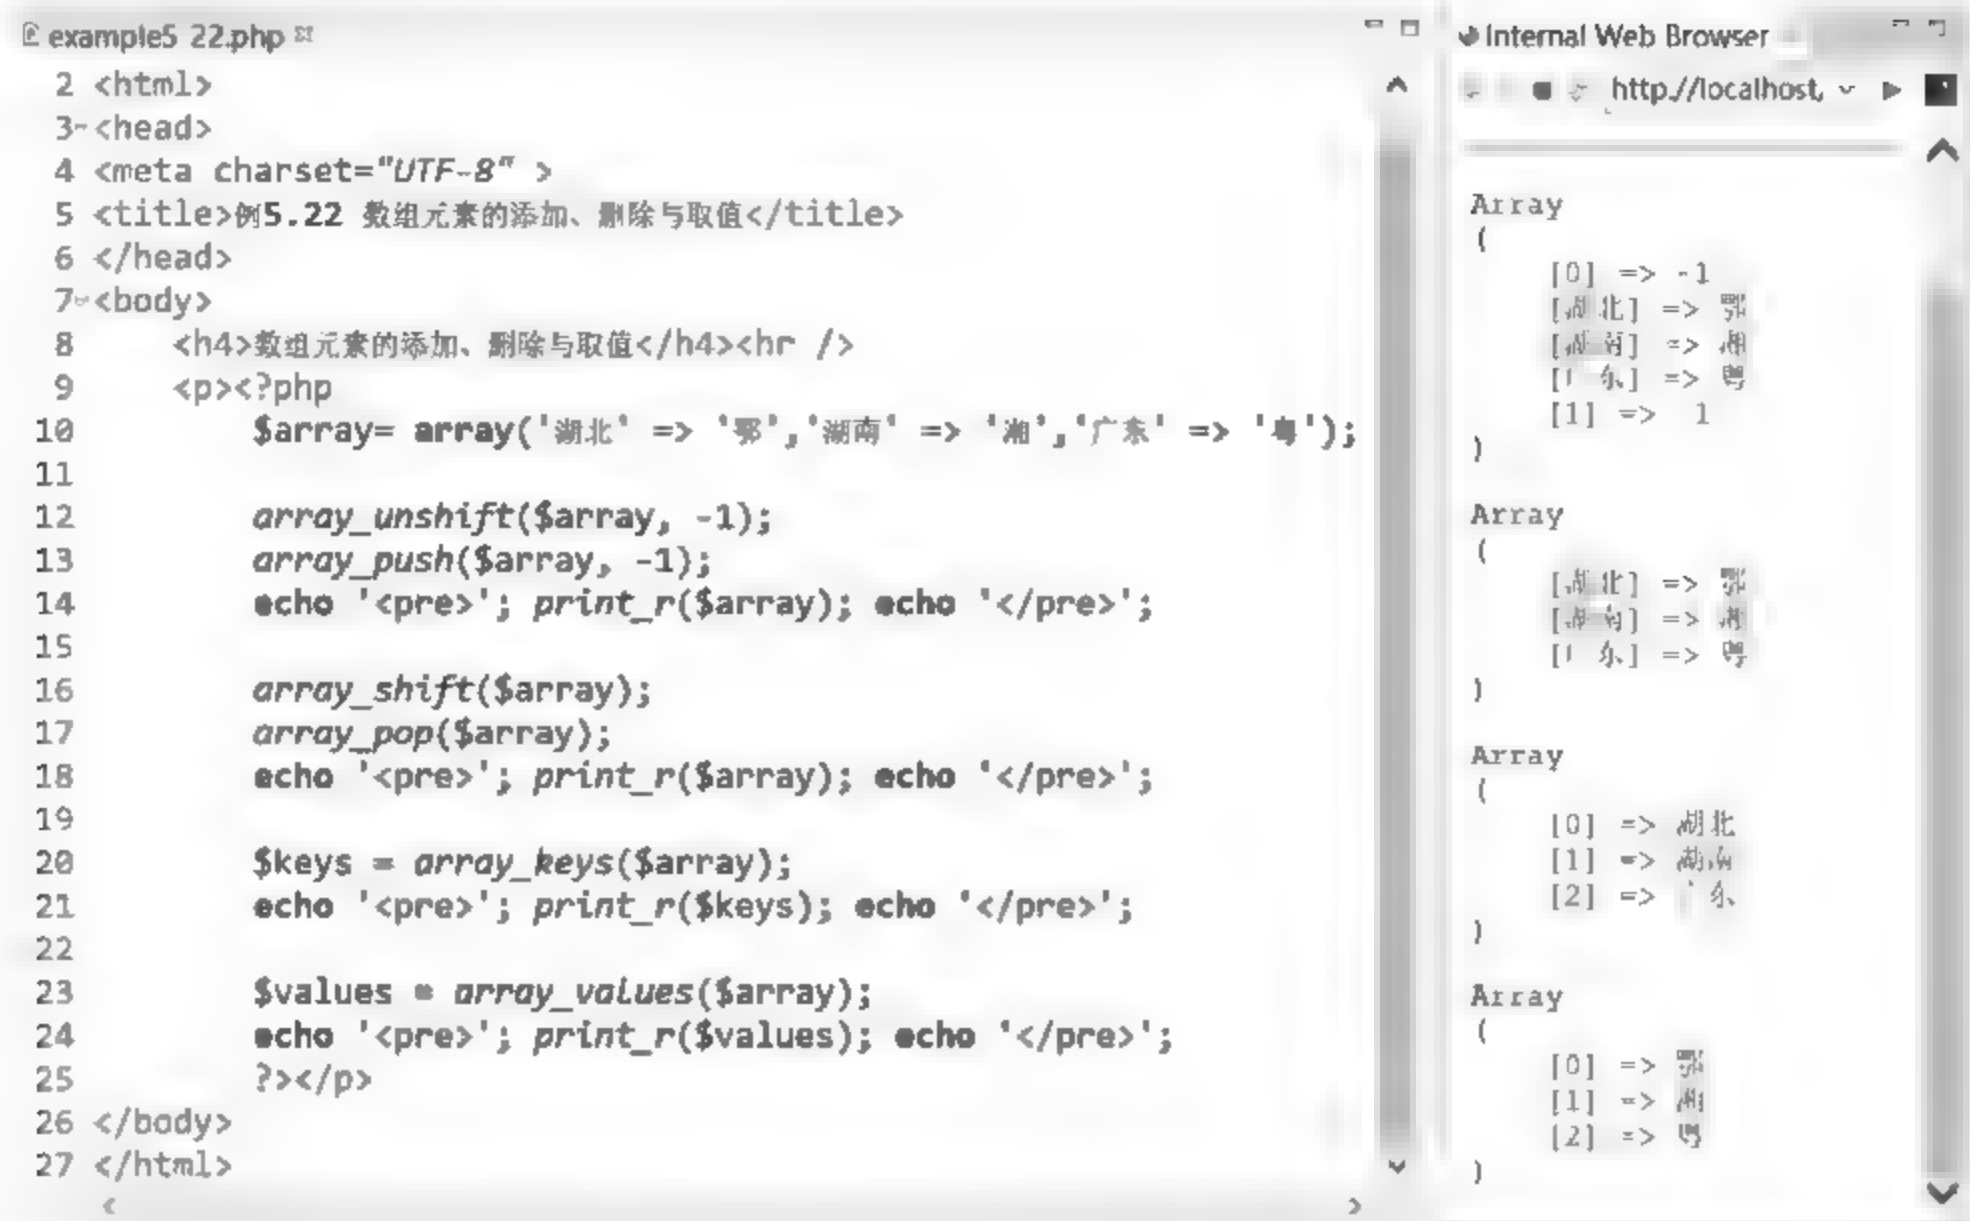 example5 22.php
2 <html>
3 <head>
4 <meta charset="UTF-8" >
5 <title>例5.22 数组元素的添加、删除与取值</title>
6 </head>
7 <body>
8 <h4>数组元素的添加、删除与取值</h4><hr />
9 <p><?php
10 $array= array('湖北' => '鄂','湖南' => '湘','广东' => '粤');
11
12 array_unshift($array, -1);
13 array_push($array, -1);
14 echo '<pre>'; print_r($array); echo '</pre>';
15
16 array_shift($array);
17 array_pop($array);
18 echo '<pre>'; print_r($array); echo '</pre>';
19
20 $keys = array_keys($array);
21 echo '<pre>'; print_r($keys); echo '</pre>';
22
23 $values = array_values($array);
24 echo '<pre>'; print_r($values); echo '</pre>';
25 ?></p>
26 </body>
27 </html>
Internal Web Browser
http://localhost,
Array
(
[0] => -1
[湖北] => 鄂
[湖南] => 湘
[广东] => 粤
[1] => 1
)
Array
(
[湖北] => 鄂
[湖南] => 湘
[广东] => 粤
)
Array
(
[0] => 湖北
[1] => 湖南
[2] => 广东
)
Array
(
[0] => 鄂
[1] => 湘
[2] => 粤
)